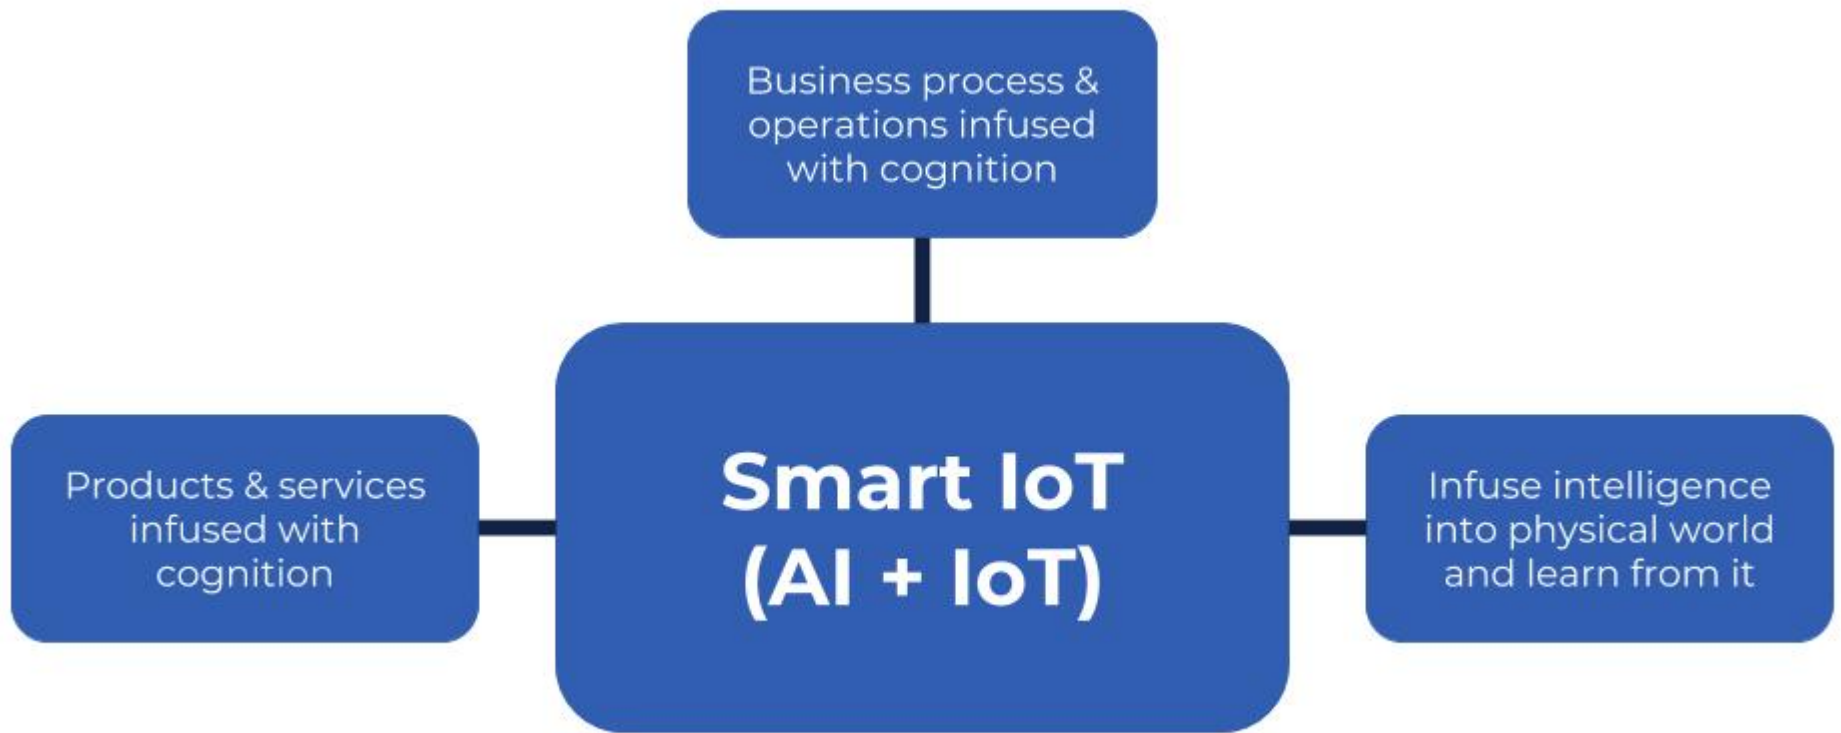 Business process &
operations infused
with cognition
Products & services
infused with
cognition
Smart IoT
(AI + IoT)
Infuse intelligence
into physical world
and learn from it